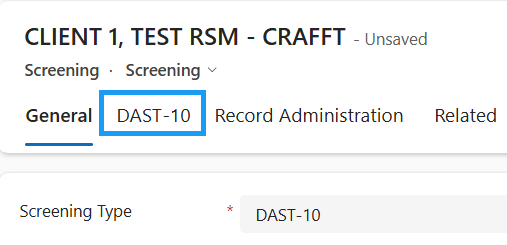 CLIENT 1, TEST RSM - CRAFFT - Unsaved
Screening · Screening
General DAST-10 Record Administration Related
Screening Type * DAST-10